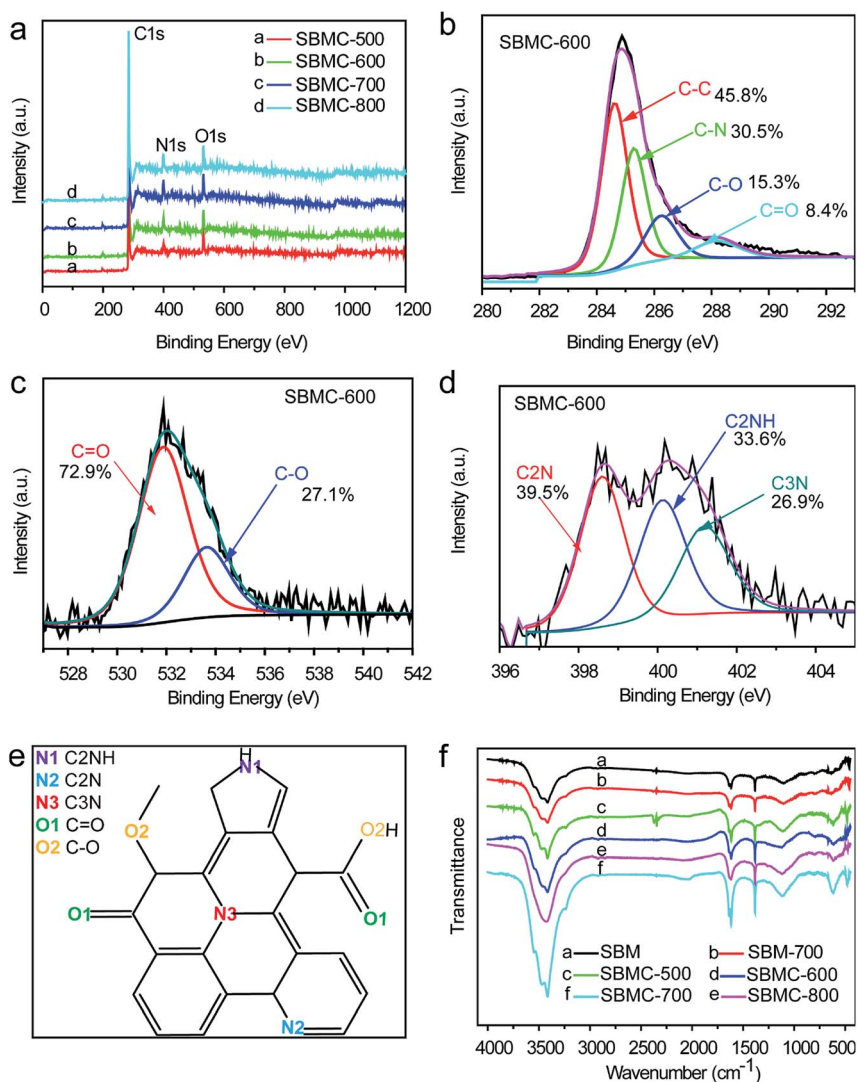 a
C1s
N1s
O1s
a SBMC-500
b SBMC-600
c SBMC-700
d SBMC-800
d
c
b
a
Intensity (a.u.)
0 200 400 600 800 1000 1200
Binding Energy (eV)
b
SBMC-600
C-C 45.8%
C-N 30.5%
C-O 15.3%
C=O 8.4%
Intensity (a.u.)
280 282 284 286 288 290 292
Binding Energy (eV)
c
SBMC-600
C=O
72.9%
C-O
27.1%
Intensity (a.u.)
528 530 532 534 536 538 540 542
Binding Energy (eV)
d
SBMC-600
C2N
39.5%
C2NH
33.6%
C3N
26.9%
Intensity (a.u.)
396 398 400 402 404
Binding Energy (eV)
e
N1 C2NH
N2 C2N
N3 C3N
O1 C=O
O2 C-O
H
N1
O2
O2H
O1
N3
O1
N2
f
a
b
c
d
e
f
a SBM
b SBM-700
c SBMC-500
d SBMC-600
f SBMC-700
e SBMC-800
Transmittance
4000 3500 3000 2500 2000 1500 1000 500
Wavenumber (cm-1)